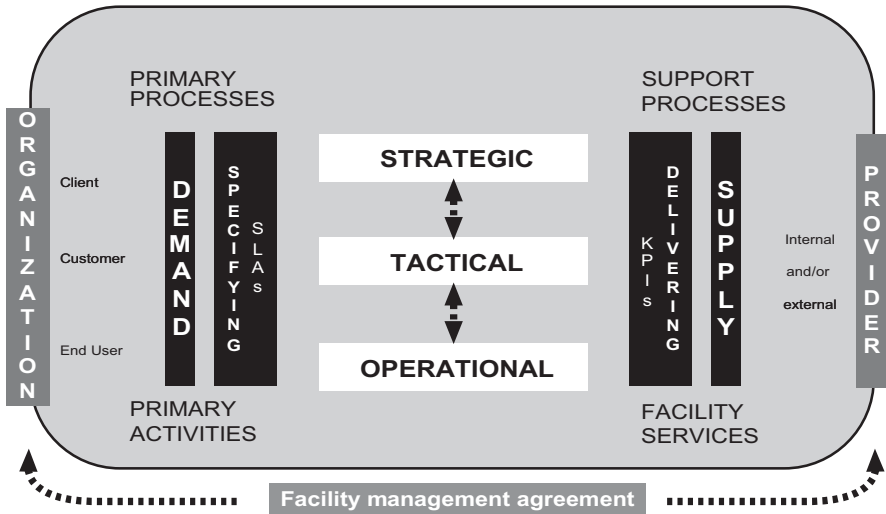 PRIMARY
PROCESSES
SUPPORT
PROCESSES
ORGANIZATION
Client
Customer
End User
DEMAND
SPECIFYING
SLAs
STRATEGIC
TACTICAL
OPERATIONAL
KPIs
DELIVERING
SUPPLY
Internal
and/or
external
PROVIDER
PRIMARY
ACTIVITIES
FACILITY
SERVICES
Facility management agreement